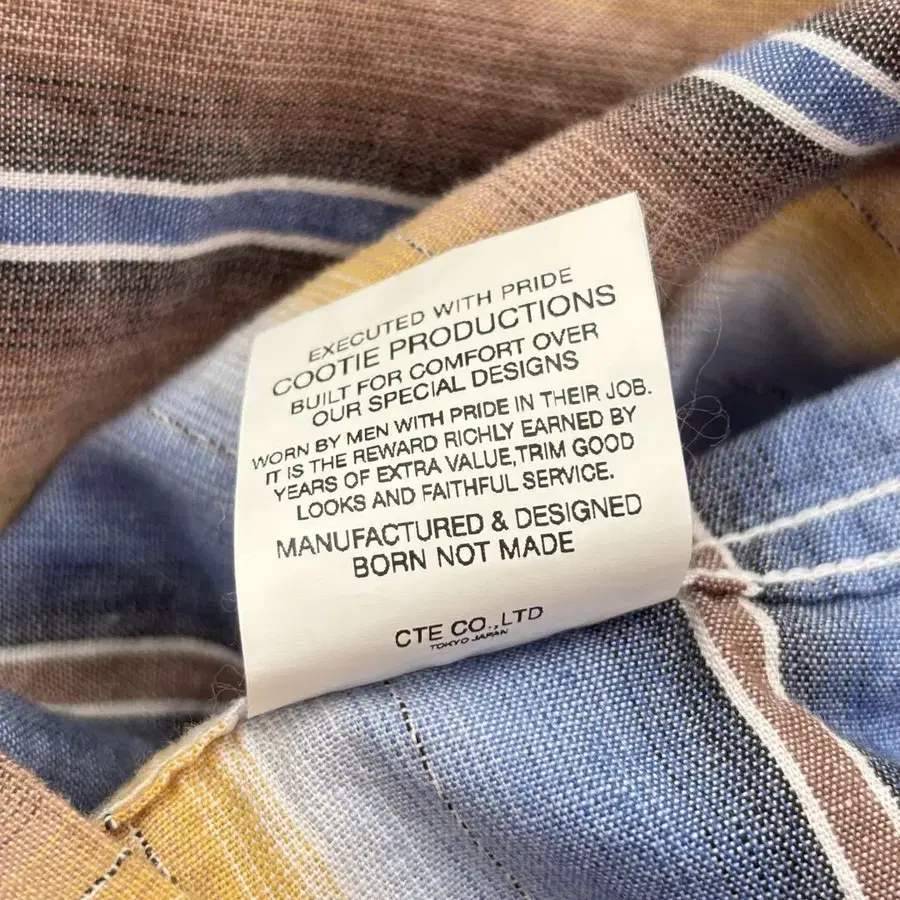 EXECUTED WITH PRIDE
COOTIE PRODUCTIONS
BUILT FOR COMFORT OVER
OUR SPECIAL DESIGNS
WORN BY MEN WITH PRIDE IN THEIR JOB.
IT IS THE REWARD RICHLY EARNED BY
YEARS OF EXTRA VALUE,TRIM GOOD
LOOKS AND FAITHFUL SERVICE.
MANUFACTURED & DESIGNED
BORN NOT MADE
CTE CO.,LTD
TOKYO JAPAN